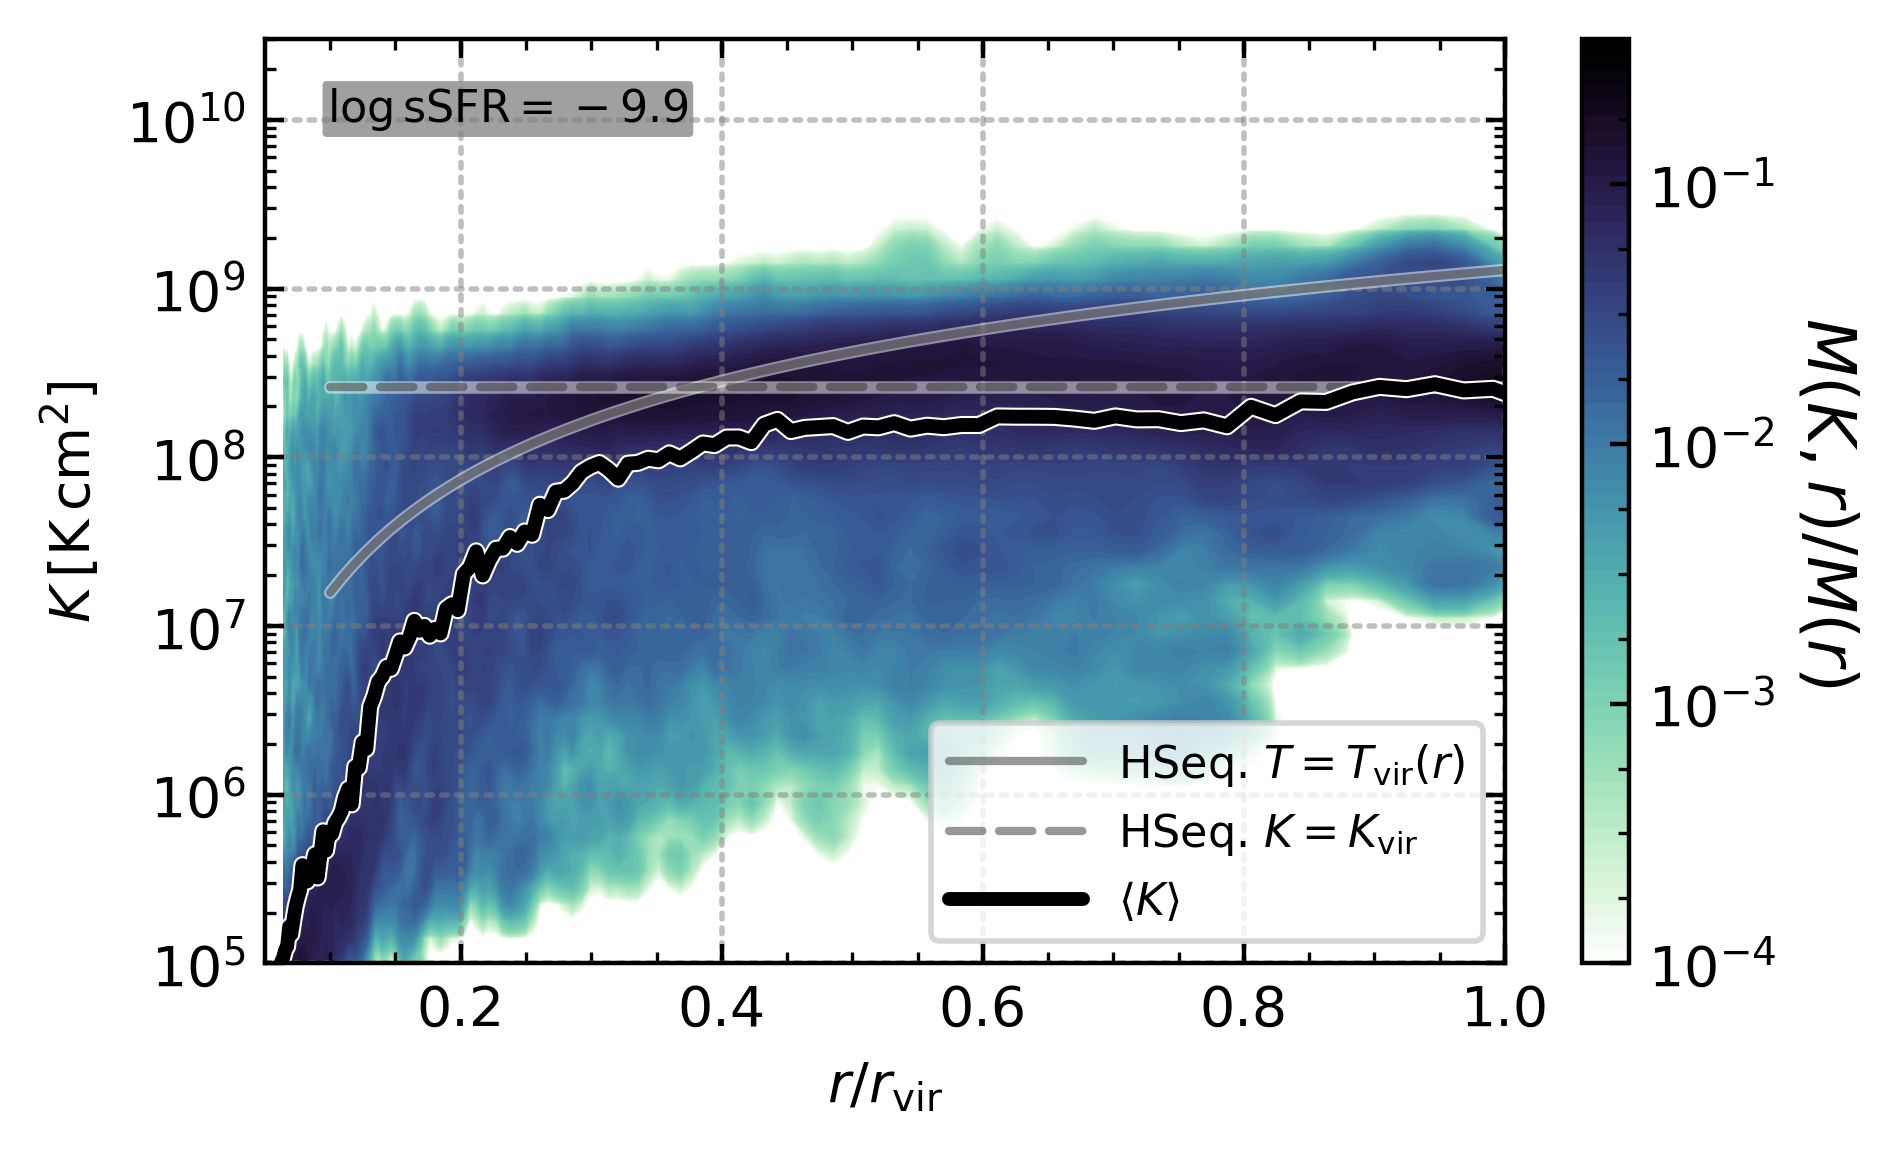 log sSFR = −9.9
10¹⁰
10⁹
10⁸
10⁷
10⁶
10⁵
K [K cm²]
0.2 0.4 0.6 0.8 1.0
r/r_vir
HSeq. T = T_vir(r)
HSeq. K = K_vir
⟨K⟩
10⁻¹
10⁻²
10⁻³
10⁻⁴
M(K, r)/M(r)